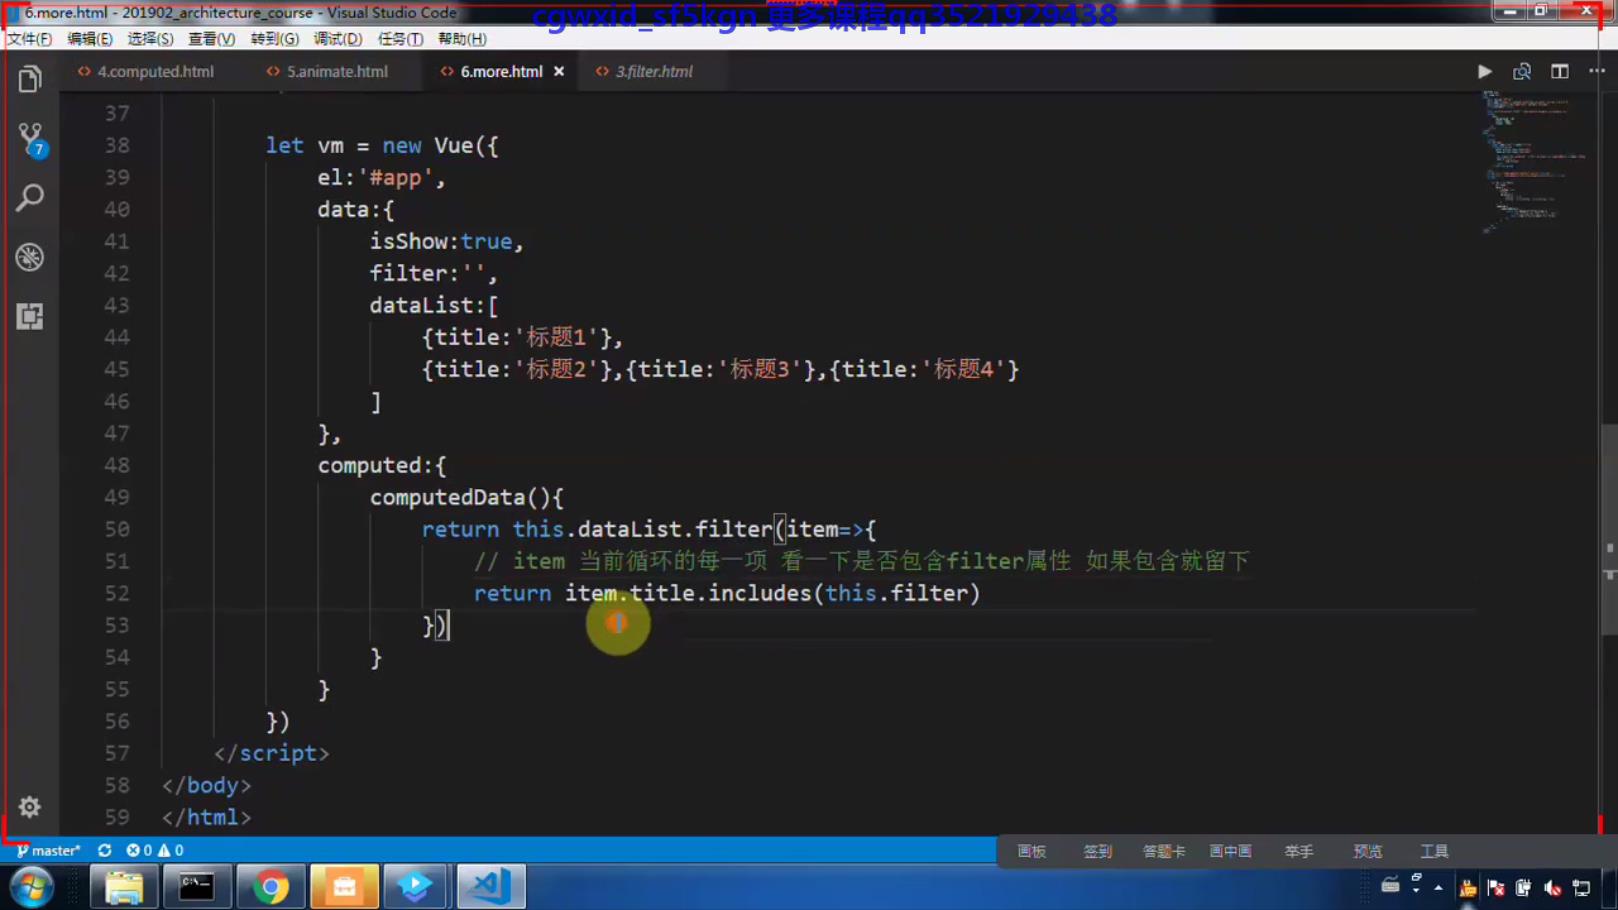 6.more.html - 201902_architecture_course - Visual Studio Code
cgwxid_sf5kgn 更多课程qq3521929438
文件(F) 编辑(E) 选择(S) 查看(V) 转到(G) 调试(D) 任务(T) 帮助(H)
4.computed.html 5.animate.html 6.more.html 3.filter.html
37
38 let vm = new Vue({
39 el:'#app',
40 data:{
41 isShow:true,
42 filter:'',
43 dataList:[
44 {title:'标题1'},
45 {title:'标题2'},{title:'标题3'},{title:'标题4'}
46 ]
47 },
48 computed:{
49 computedData(){
50 return this.dataList.filter(item=>{
51 // item 当前循环的每一项 看一下是否包含filter属性 如果包含就留下
52 return item.title.includes(this.filter)
53 })
54 }
55 }
56 })
57 </script>
58 </body>
59 </html>
7
master* 0 0
画板 签到 答题卡 画中画 举手 预览 工具